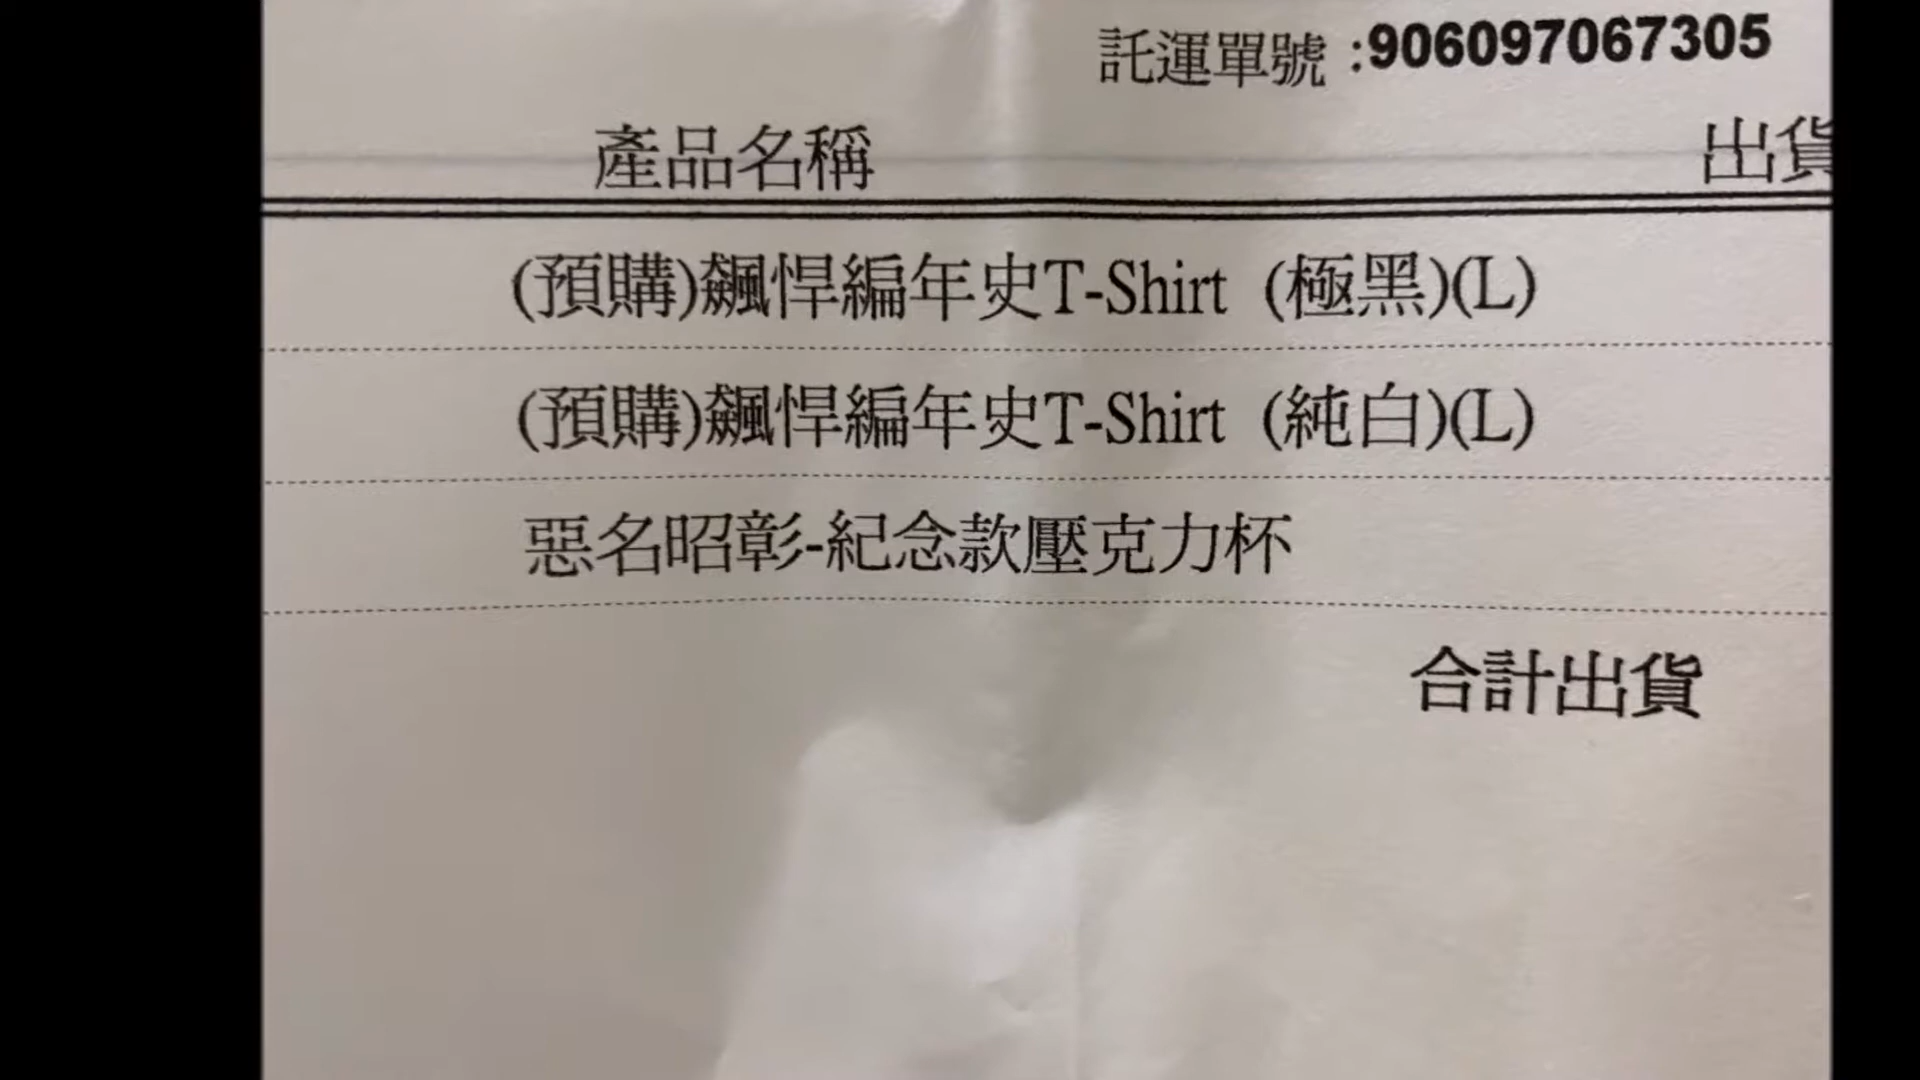 託運單號 :906097067305
產品名稱 出貨
(預購)飆悍編年史T-Shirt (極黑)(L)
(預購)飆悍編年史T-Shirt (純白)(L)
惡名昭彰-紀念款壓克力杯
合計出貨